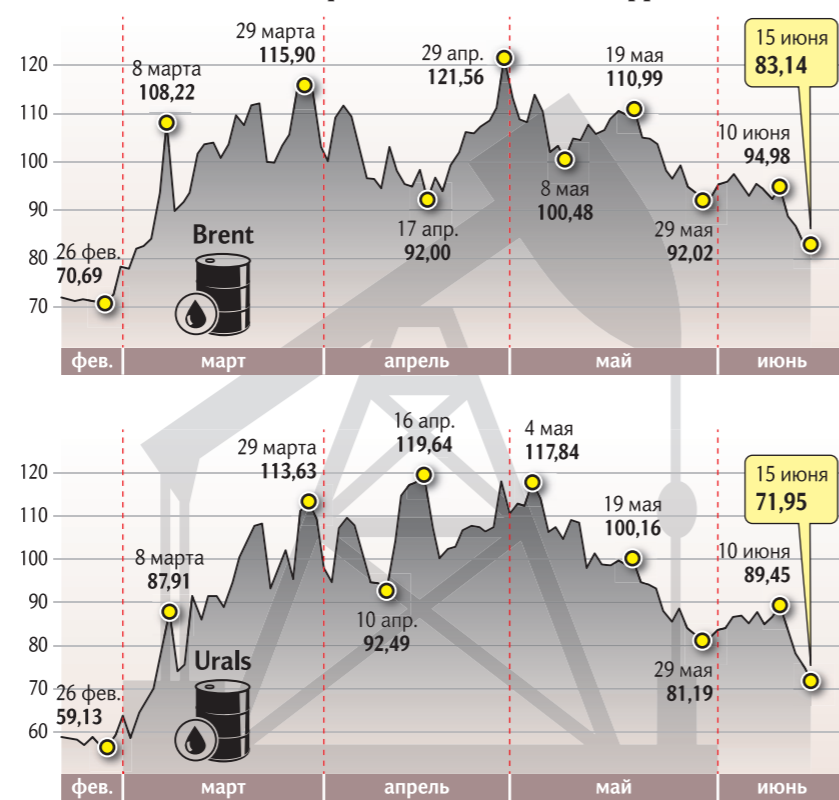 29 марта
115,90
8 марта
108,22
29 апр.
121,56
19 мая
110,99
15 июня
83,14
10 июня
94,98
120
110
100
90
80
70
26 фев.
70,69
Brent
17 апр.
92,00
8 мая
100,48
29 мая
92,02
фев.
март
апрель
май
июнь
16 апр.
119,64
4 мая
117,84
29 марта
113,63
19 мая
100,16
15 июня
71,95
8 марта
87,91
10 июня
89,45
120
110
100
90
80
70
60
26 фев.
59,13
Urals
10 апр.
92,49
29 мая
81,19
фев.
март
апрель
май
июнь